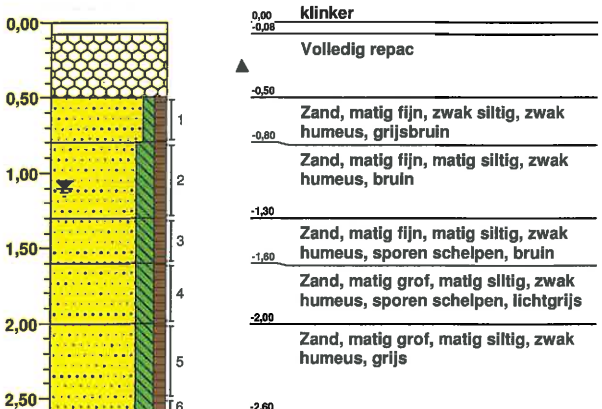 0,00
0,50
1,00
1,50
2,00
2,50
1
2
3
4
5
6
0,00 klinker
-0,08
Volledig repac
-0,50
Zand, matig fijn, zwak siltig, zwak
humeus, grijsbruin
-0,80
Zand, matig fijn, matig siltig, zwak
humeus, bruin
-1,30
Zand, matig fijn, matig siltig, zwak
humeus, sporen schelpen, bruin
-1,60
Zand, matig grof, matig siltig, zwak
humeus, sporen schelpen, lichtgrijs
-2,00
Zand, matig grof, matig siltig, zwak
humeus, grijs
-2,60